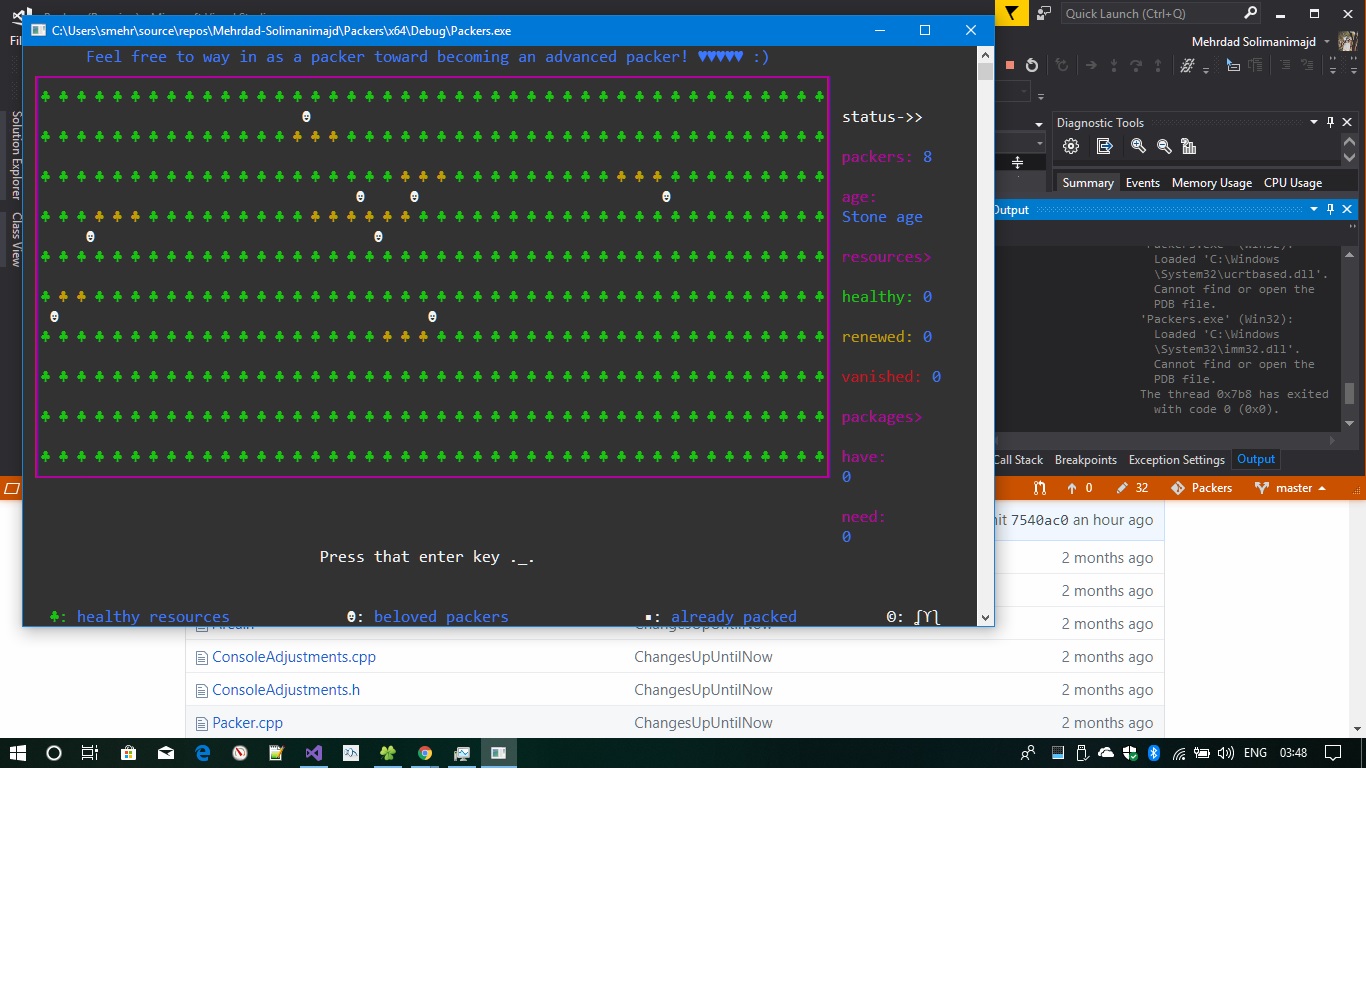 C:\Users\smehr\source\repos\Mehrdad-Solimanimajd\Packers\x64\Debug\Packers.exe
Feel free to way in as a packer toward becoming an advanced packer! ♥♥♥♥♥ :)
status->>
packers: 8
age:
Stone age
resources>
healthy: 0
renewed: 0
vanished: 0
packages>
have:
0
need:
0
Press that enter key ._.
♣: healthy resources
: beloved packers
▪: already packed
Quick Launch (Ctrl+Q)
Mehrdad Solimanimajd
Solution Explorer
Class View
Diagnostic Tools
Summary Events Memory Usage CPU Usage
Output
'Packers.exe' (Win32):
Loaded 'C:\Windows
\System32\ucrtbased.dll'.
Cannot find or open the
PDB file.
'Packers.exe' (Win32):
Loaded 'C:\Windows
\System32\imm32.dll'.
Cannot find or open the
PDB file.
The thread 0x7b8 has exited
with code 0 (0x0).
Call Stack Breakpoints Exception Settings Output
0 32 Packers master
7540ac0 an hour ago
2 months ago
2 months ago
ChangesUpUntilNow 2 months ago
ConsoleAdjustments.cpp ChangesUpUntilNow 2 months ago
ConsoleAdjustments.h ChangesUpUntilNow 2 months ago
Packer.cpp ChangesUpUntilNow 2 months ago
ENG 03:48